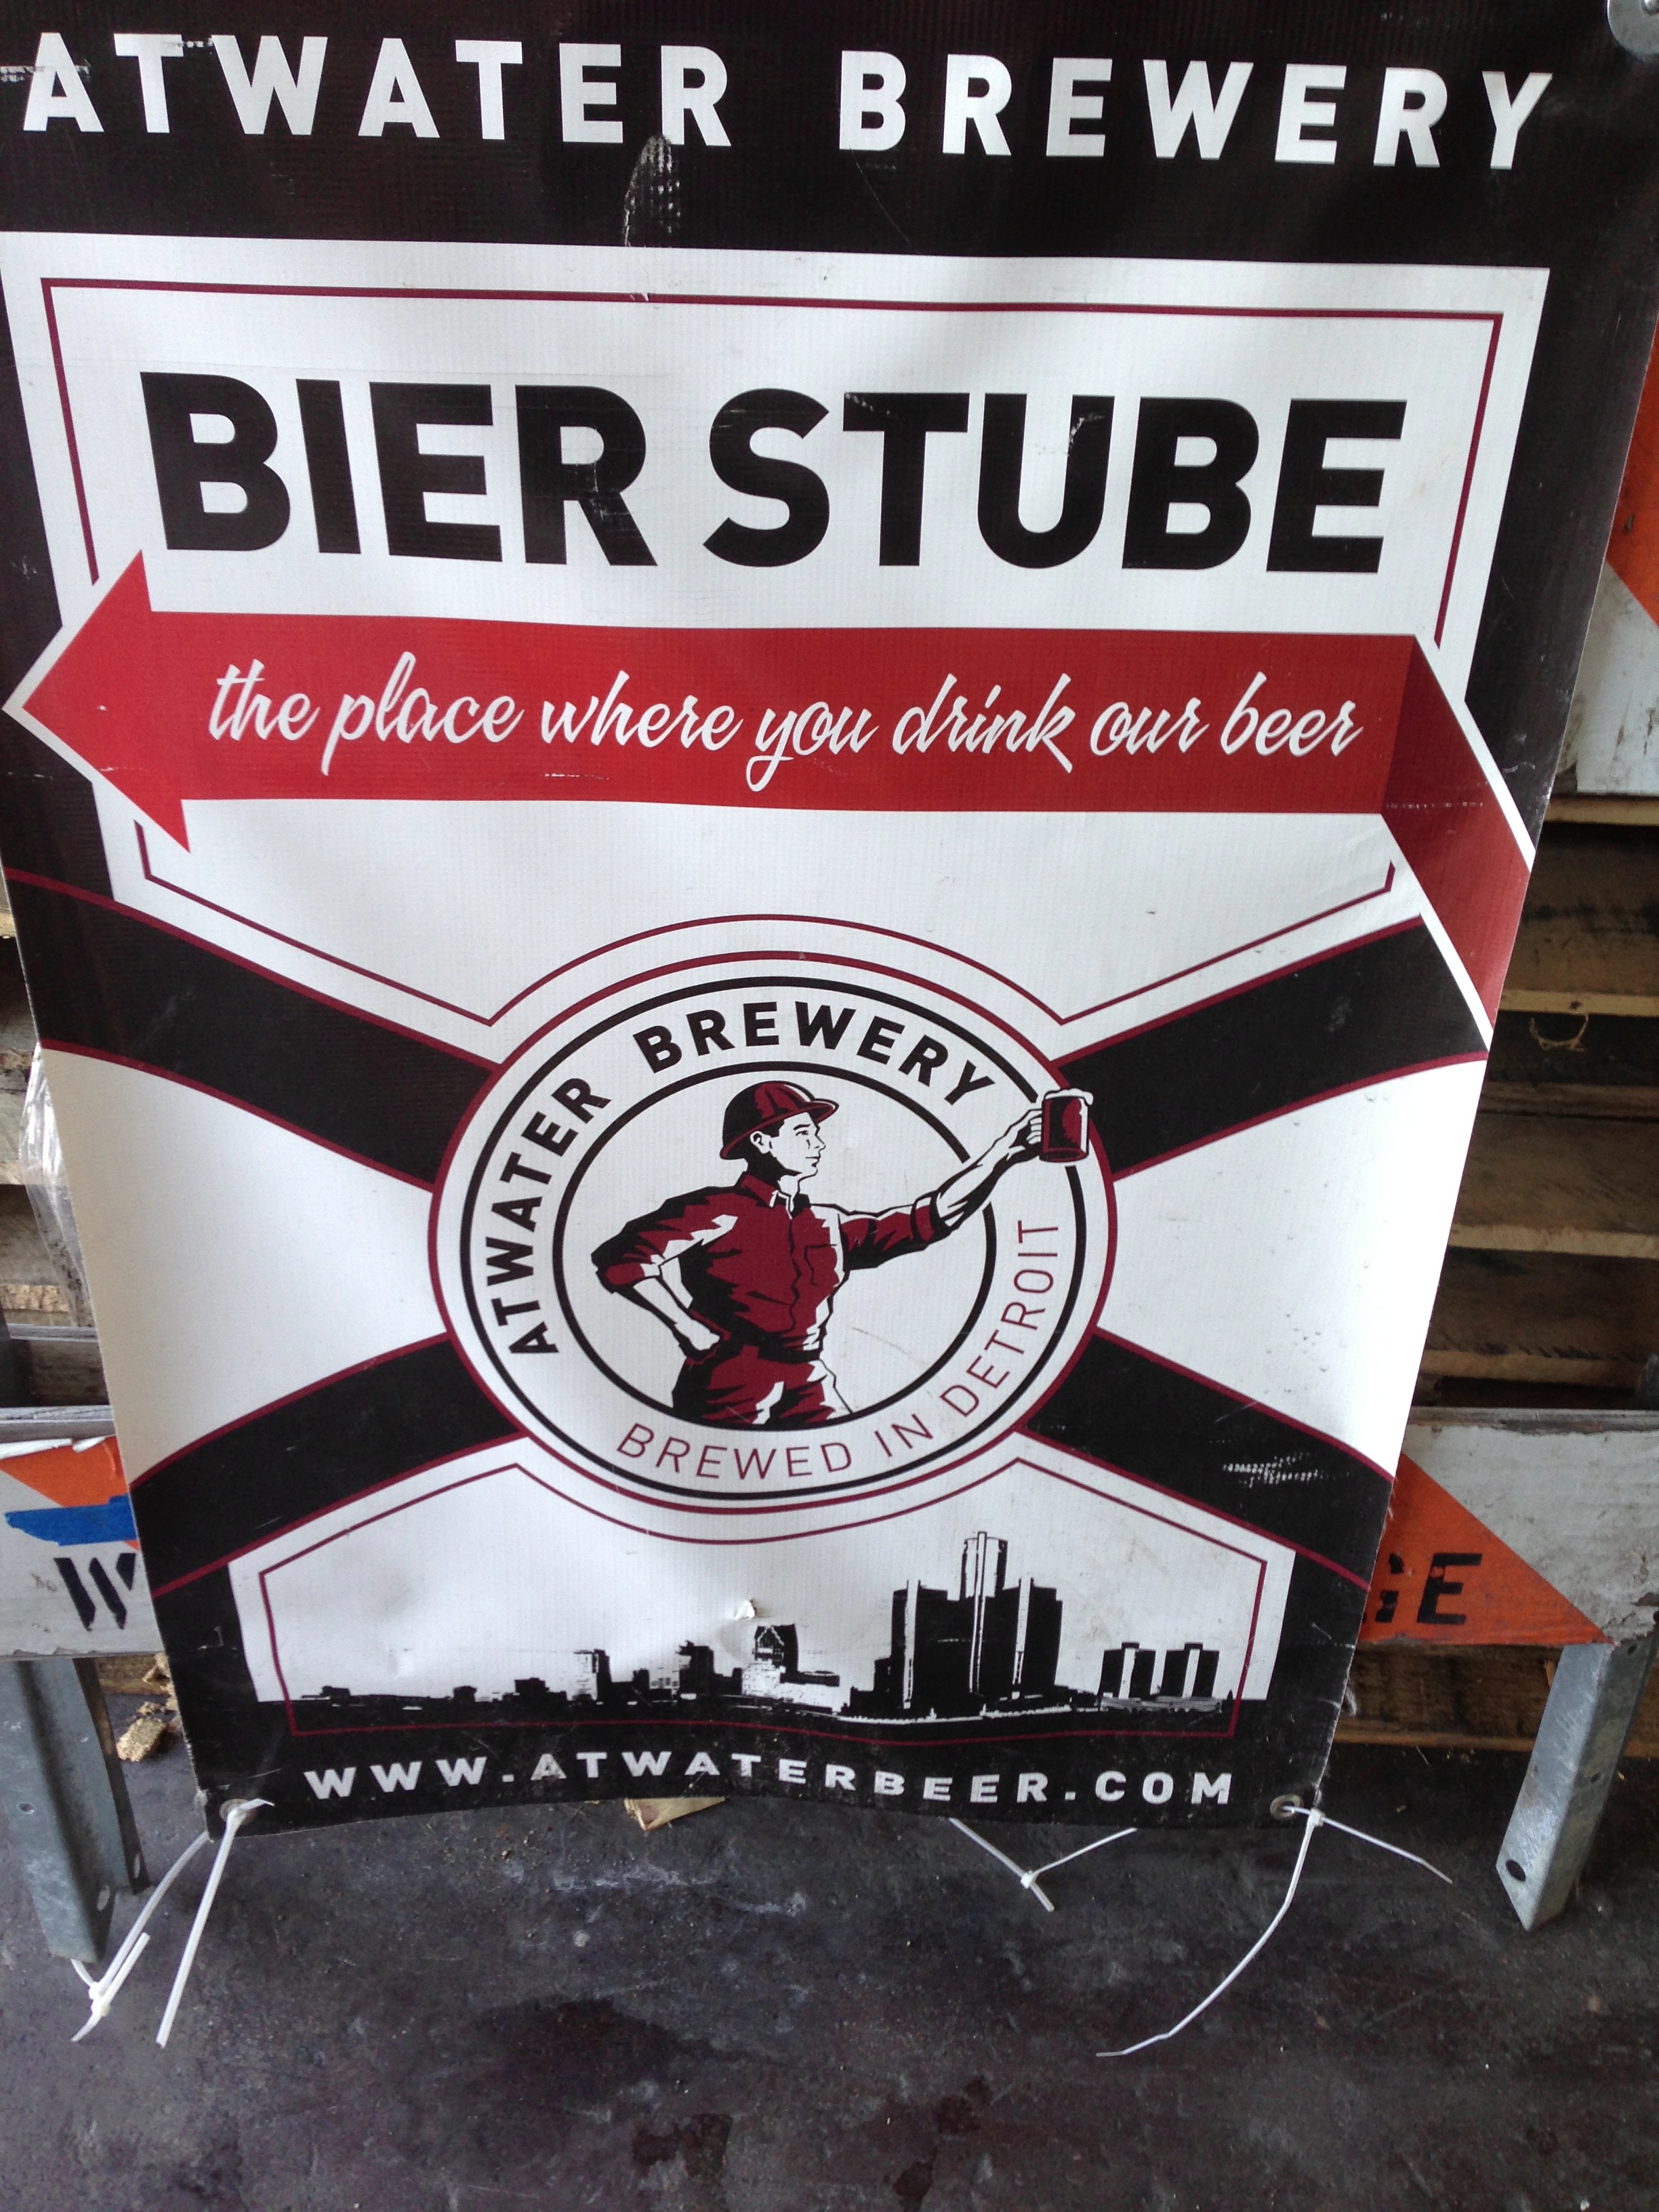 ATWATER BREWERY
BIER STUBE
the place where you drink our beer
ATWATER BREWERY
BREWED IN DETROIT
WWW.ATWATERBEER.COM